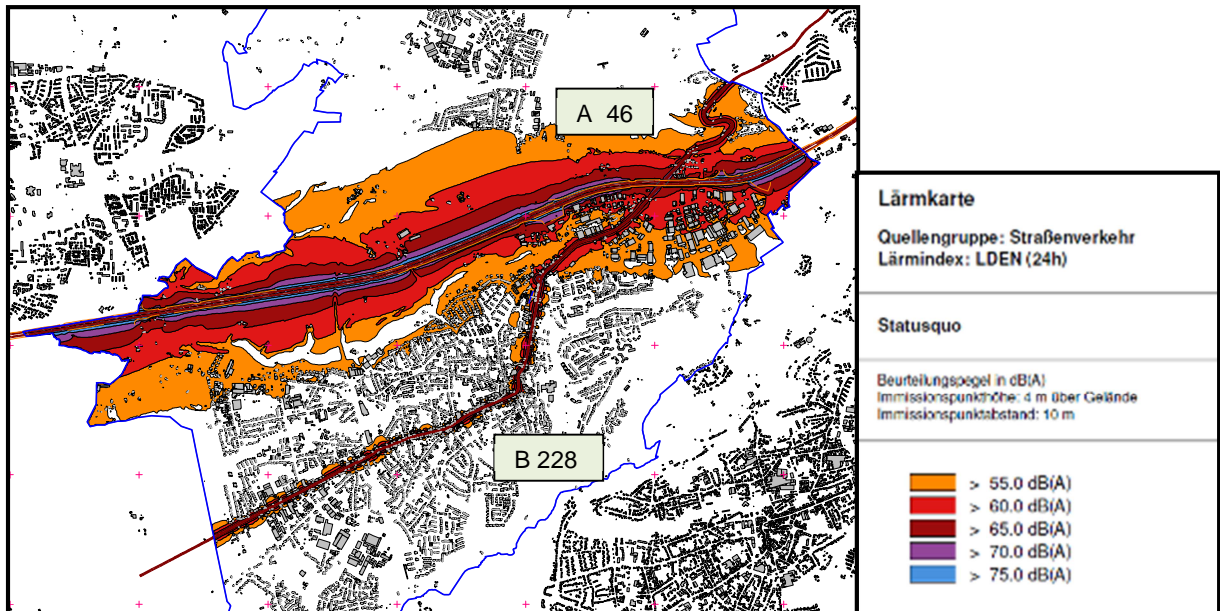 A 46
B 228
Lärmkarte
Quellengruppe: Straßenverkehr
Lärmindex: LDEN (24h)
Statusquo
Beurteilungspegel in dB(A)
Immissionspunkthöhe: 4 m über Gelände
Immissionspunktabstand: 10 m
> 55.0 dB(A)
> 60.0 dB(A)
> 65.0 dB(A)
> 70.0 dB(A)
> 75.0 dB(A)